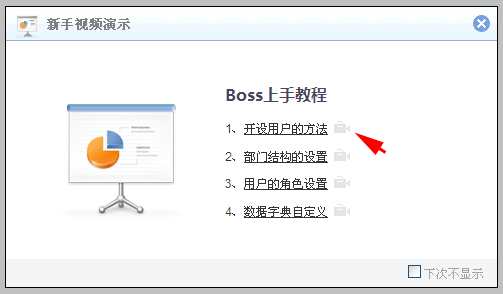 新手视频演示
Boss上手教程
1、开设用户的方法
2、部门结构的设置
3、用户的角色设置
4、数据字典自定义
下次不显示